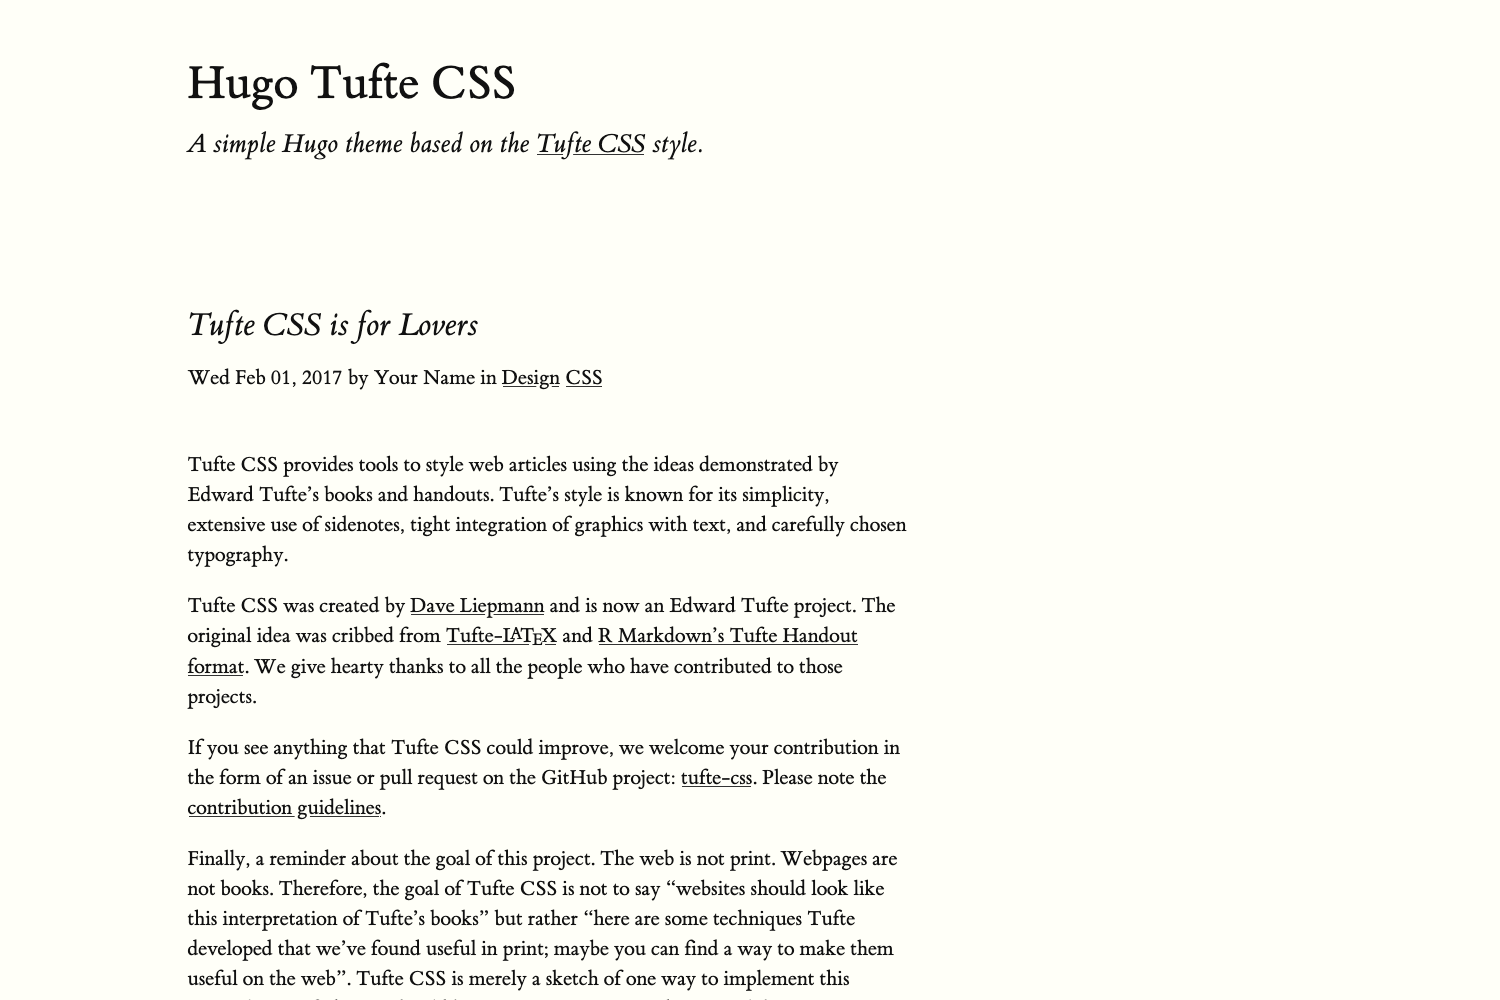 Hugo Tufte CSS
A simple Hugo theme based on the Tufte CSS style.
Tufte CSS is for Lovers
Wed Feb 01, 2017 by Your Name in Design CSS
Tufte CSS provides tools to style web articles using the ideas demonstrated by
Edward Tufte’s books and handouts. Tufte’s style is known for its simplicity,
extensive use of sidenotes, tight integration of graphics with text, and carefully chosen
typography.
Tufte CSS was created by Dave Liepmann and is now an Edward Tufte project. The
original idea was cribbed from Tufte-LATEX and R Markdown’s Tufte Handout
format. We give hearty thanks to all the people who have contributed to those
projects.
If you see anything that Tufte CSS could improve, we welcome your contribution in
the form of an issue or pull request on the GitHub project: tufte-css. Please note the
contribution guidelines.
Finally, a reminder about the goal of this project. The web is not print. Webpages are
not books. Therefore, the goal of Tufte CSS is not to say “websites should look like
this interpretation of Tufte’s books” but rather “here are some techniques Tufte
developed that we’ve found useful in print; maybe you can find a way to make them
useful on the web”. Tufte CSS is merely a sketch of one way to implement this